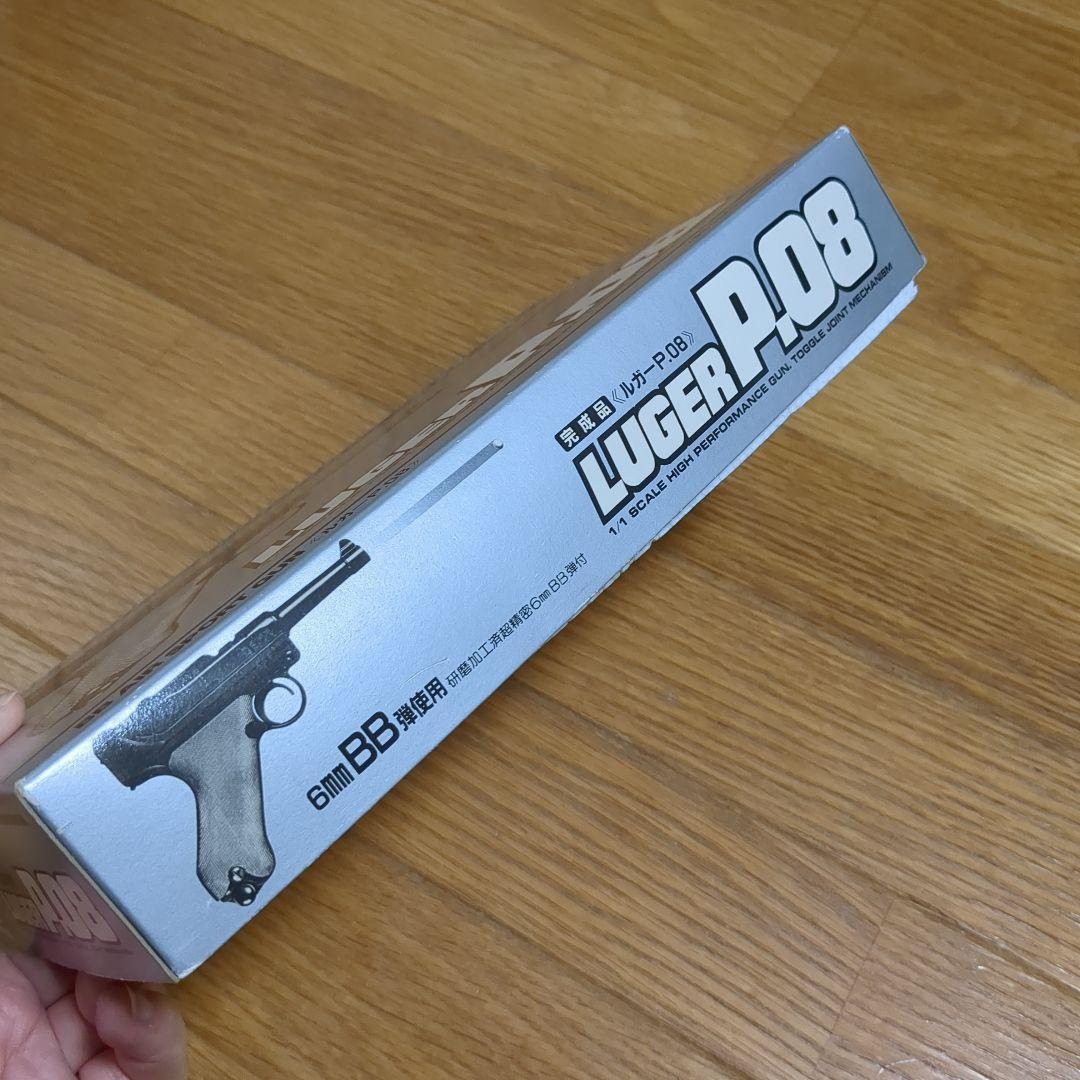 完成品《ルガーP.08》
LUGER P.08
1/1 SCALE HIGH PERFORMANCE GUN. TOGGLE JOINT MECHANISM
6mmBB弾使用 研磨加工済超精密6mmBB弾付
P.08